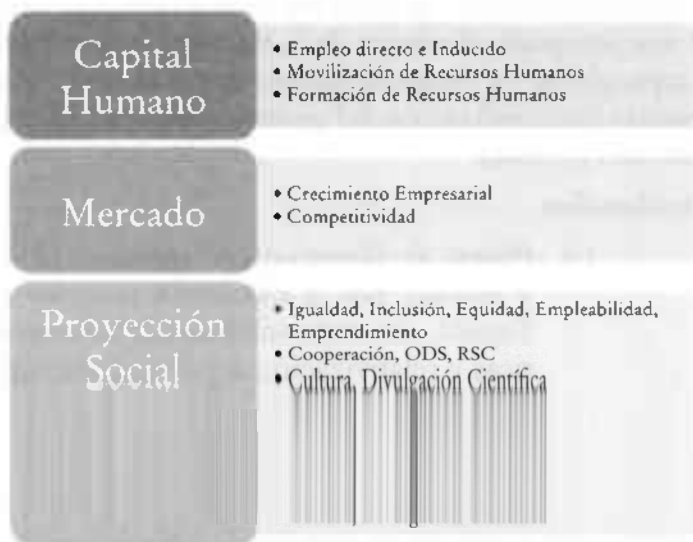 Capital
Humano
• Empleo directo e Inducido
• Movilización de Recursos Humanos
• Formación de Recursos Humanos
Mercado
• Crecimiento Empresarial
• Competitividad
Proyección
Social
• Igualdad, Inclusión, Equidad, Empleabilidad,
Emprendimiento
• Cooperación, ODS, RSC
• Cultura, Divulgación Científica